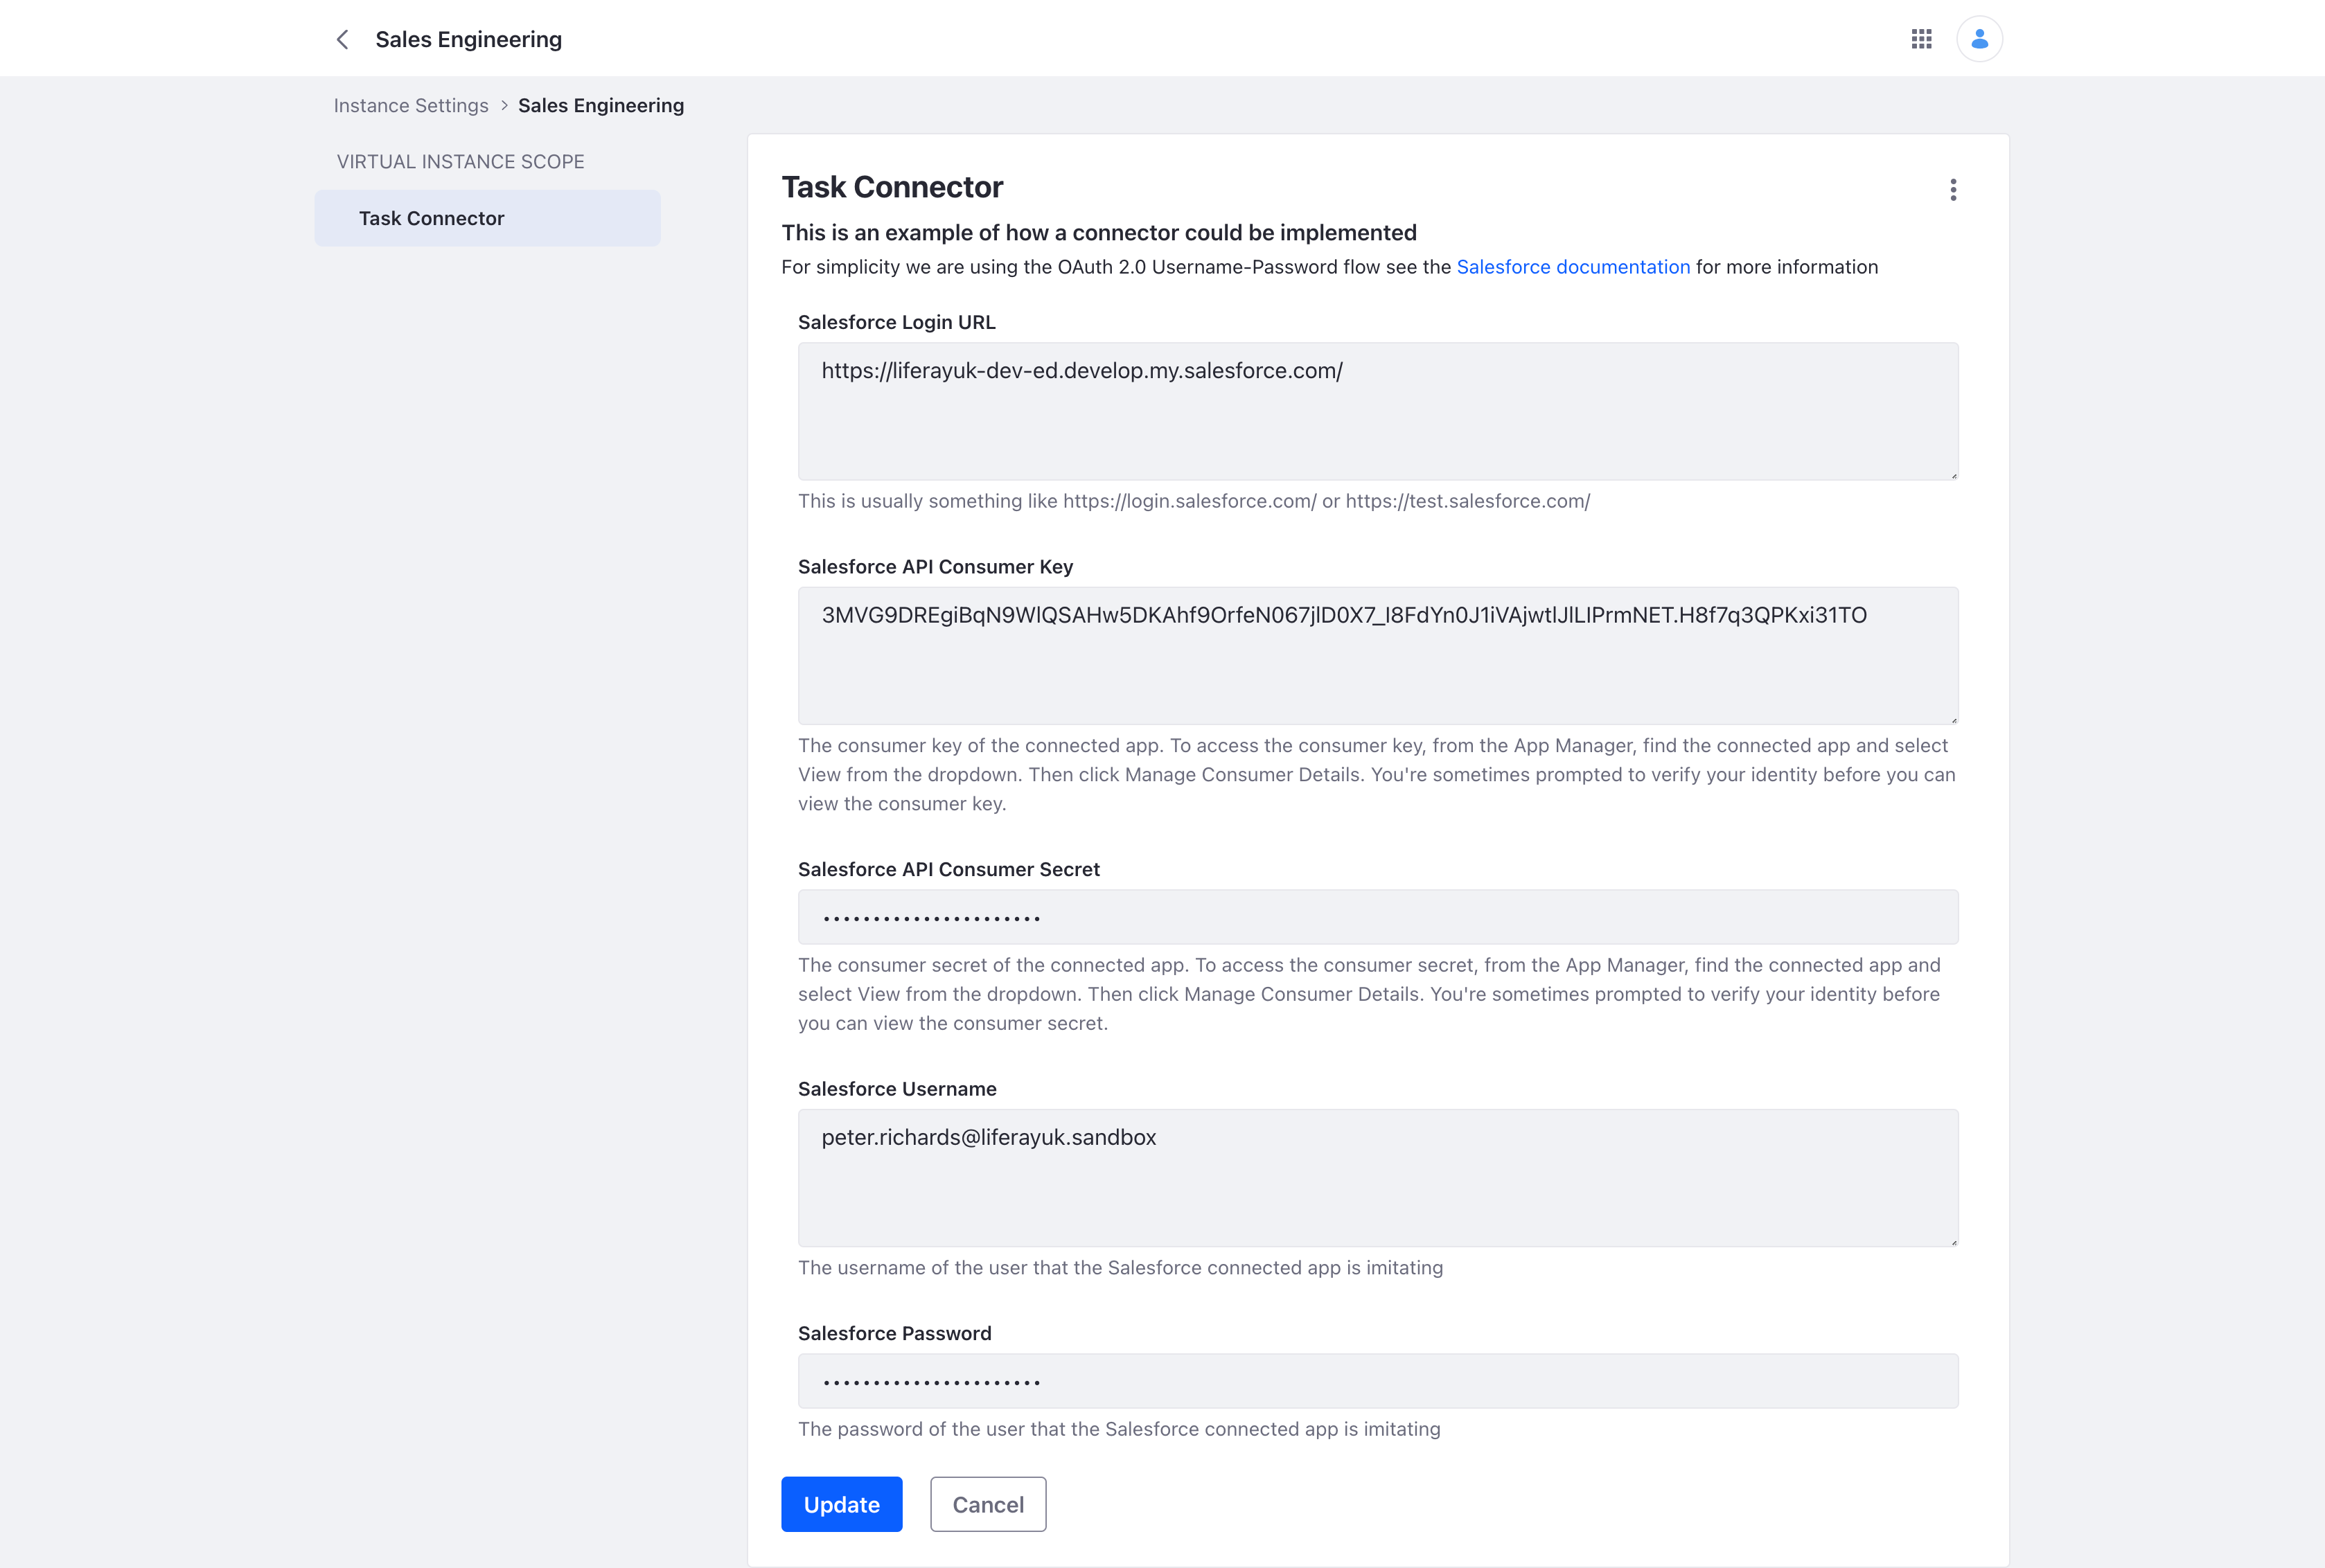 Sales Engineering
Instance Settings > Sales Engineering
VIRTUAL INSTANCE SCOPE
Task Connector
Task Connector
This is an example of how a connector could be implemented
For simplicity we are using the OAuth 2.0 Username-Password flow see the Salesforce documentation for more information
Salesforce Login URL
https://liferayuk-dev-ed.develop.my.salesforce.com/
This is usually something like https://login.salesforce.com/ or https://test.salesforce.com/
Salesforce API Consumer Key
3MVG9DREgiBqN9WlQSAHw5DKAhf9OrfeN067jlD0X7_I8FdYn0J1iVAjwtlJlLIPrmNET.H8f7q3QPKxi31TO
The consumer key of the connected app. To access the consumer key, from the App Manager, find the connected app and select
View from the dropdown. Then click Manage Consumer Details. You're sometimes prompted to verify your identity before you can
view the consumer key.
Salesforce API Consumer Secret
••••••••••••••••••••••
The consumer secret of the connected app. To access the consumer secret, from the App Manager, find the connected app and
select View from the dropdown. Then click Manage Consumer Details. You're sometimes prompted to verify your identity before
you can view the consumer secret.
Salesforce Username
peter.richards@liferayuk.sandbox
The username of the user that the Salesforce connected app is imitating
Salesforce Password
••••••••••••••••••••••
The password of the user that the Salesforce connected app is imitating
Update Cancel